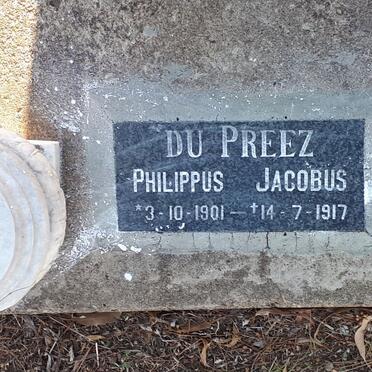 DU PREEZ
PHILIPPUS JACOBUS
*3-10-1901 — †14-7-1917